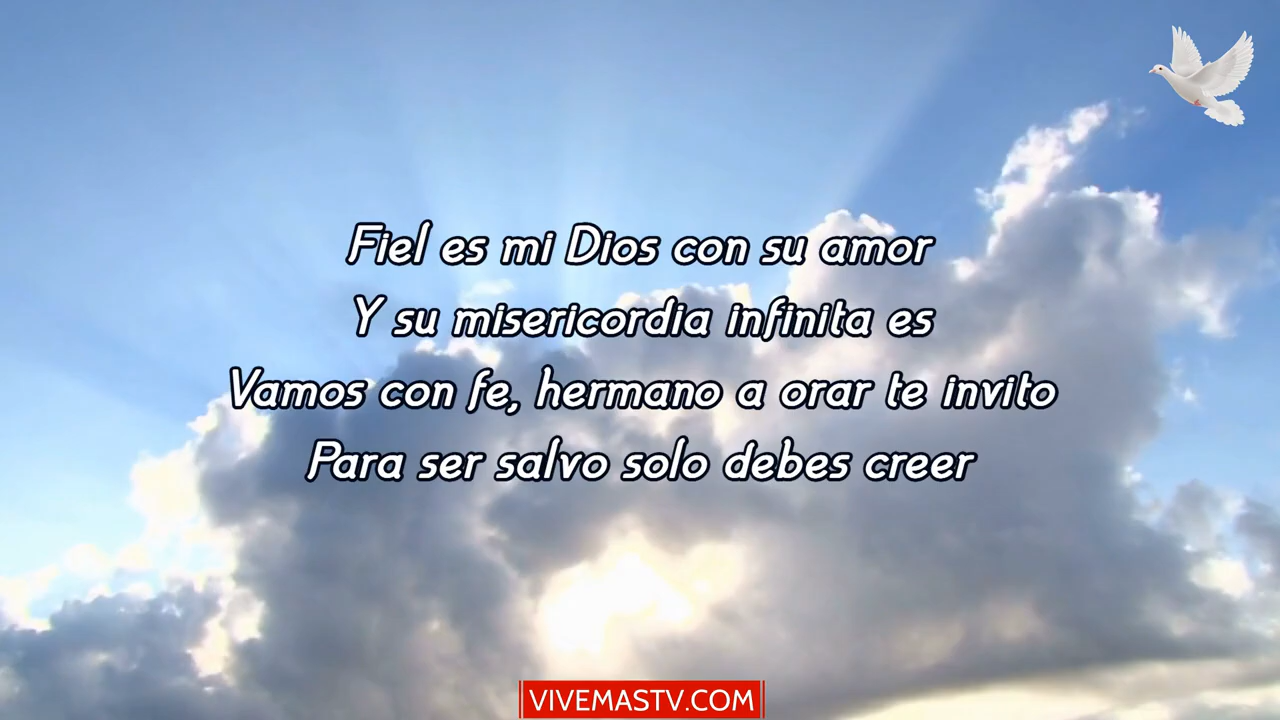 Fiel es mi Dios con su amor
Y su misericordia infinita es
Vamos con fe, hermano a orar te invito
Para ser salvo solo debes creer
VIVEMASTV.COM